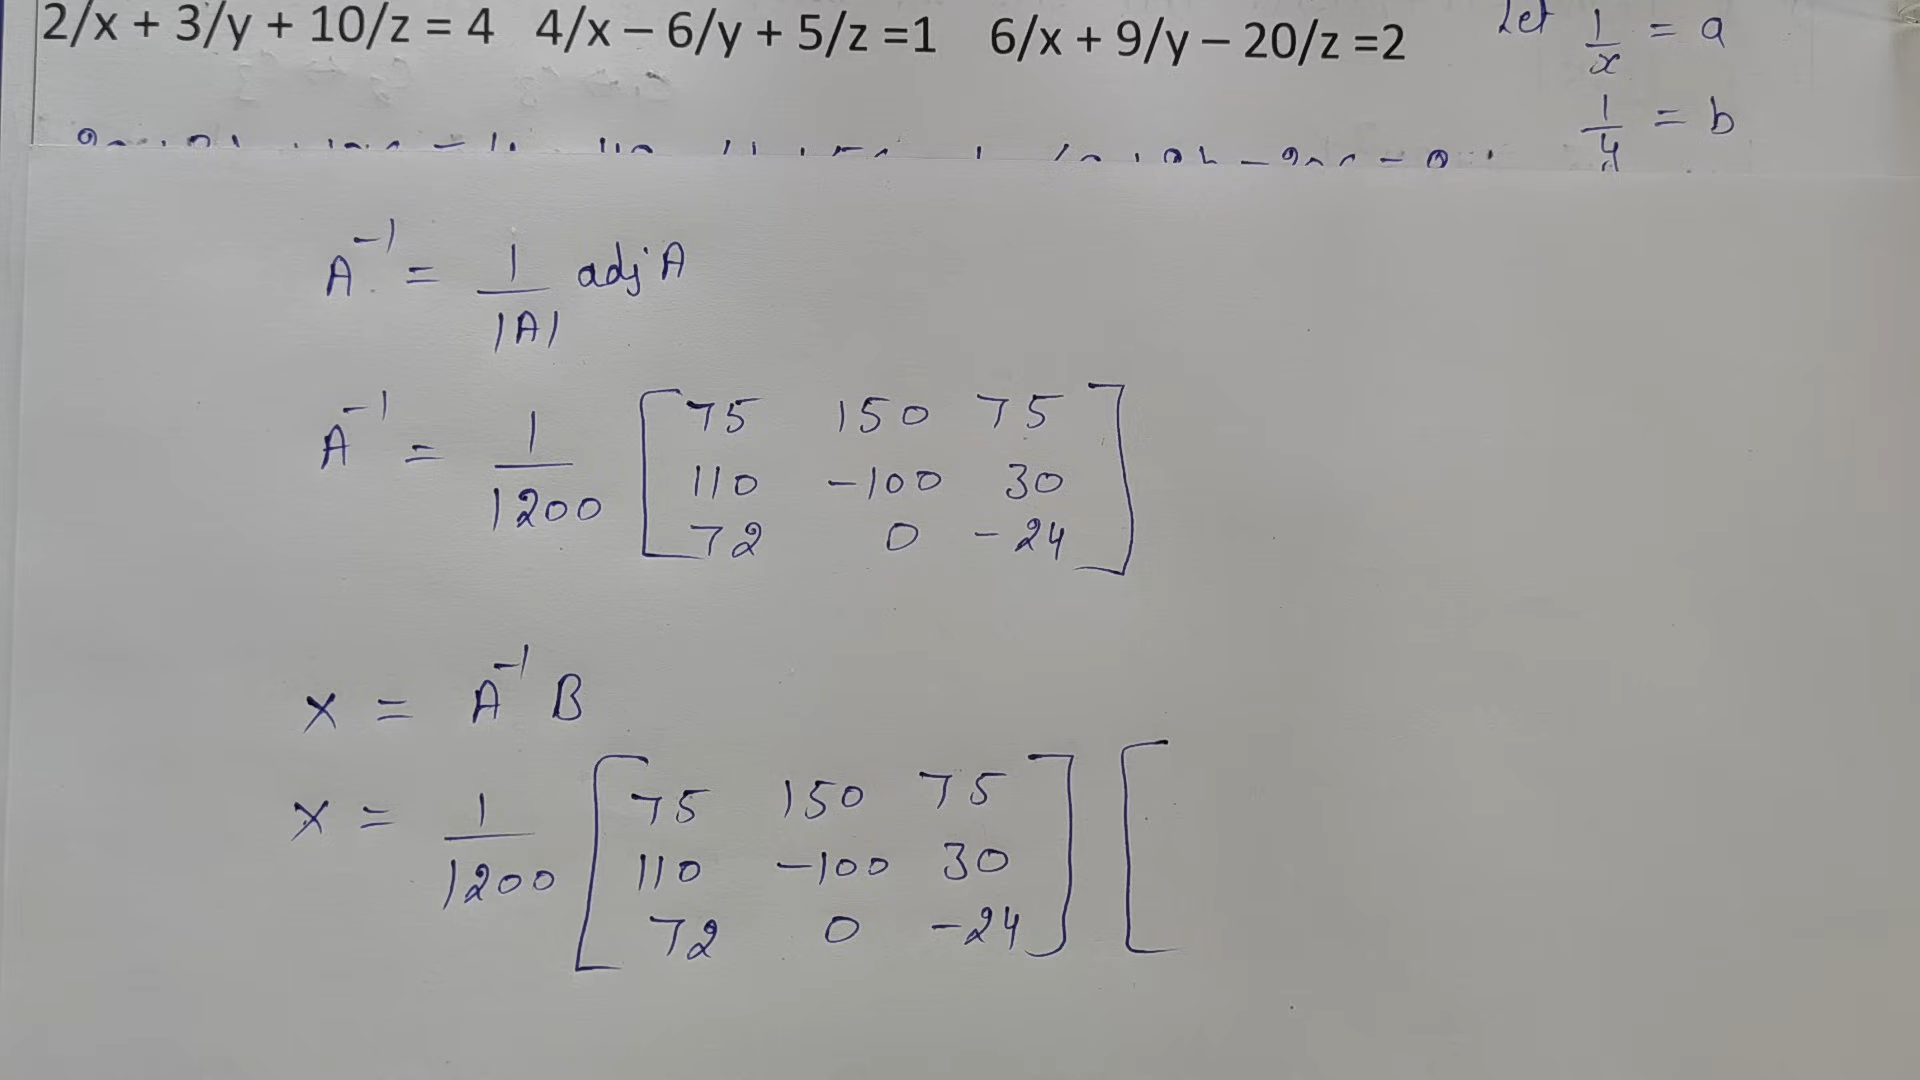 2/x + 3/y + 10/z = 4 4/x – 6/y + 5/z =1 6/x + 9/y – 20/z =2
Let 1/x = a
1/y = b
A⁻¹ = 1/|A| adj A
A⁻¹ = 1/1200 [ 75 150 75
110 -100 30
72 0 -24 ]
X = A⁻¹ B
X = 1/1200 [ 75 150 75
110 -100 30
72 0 -24 ] [